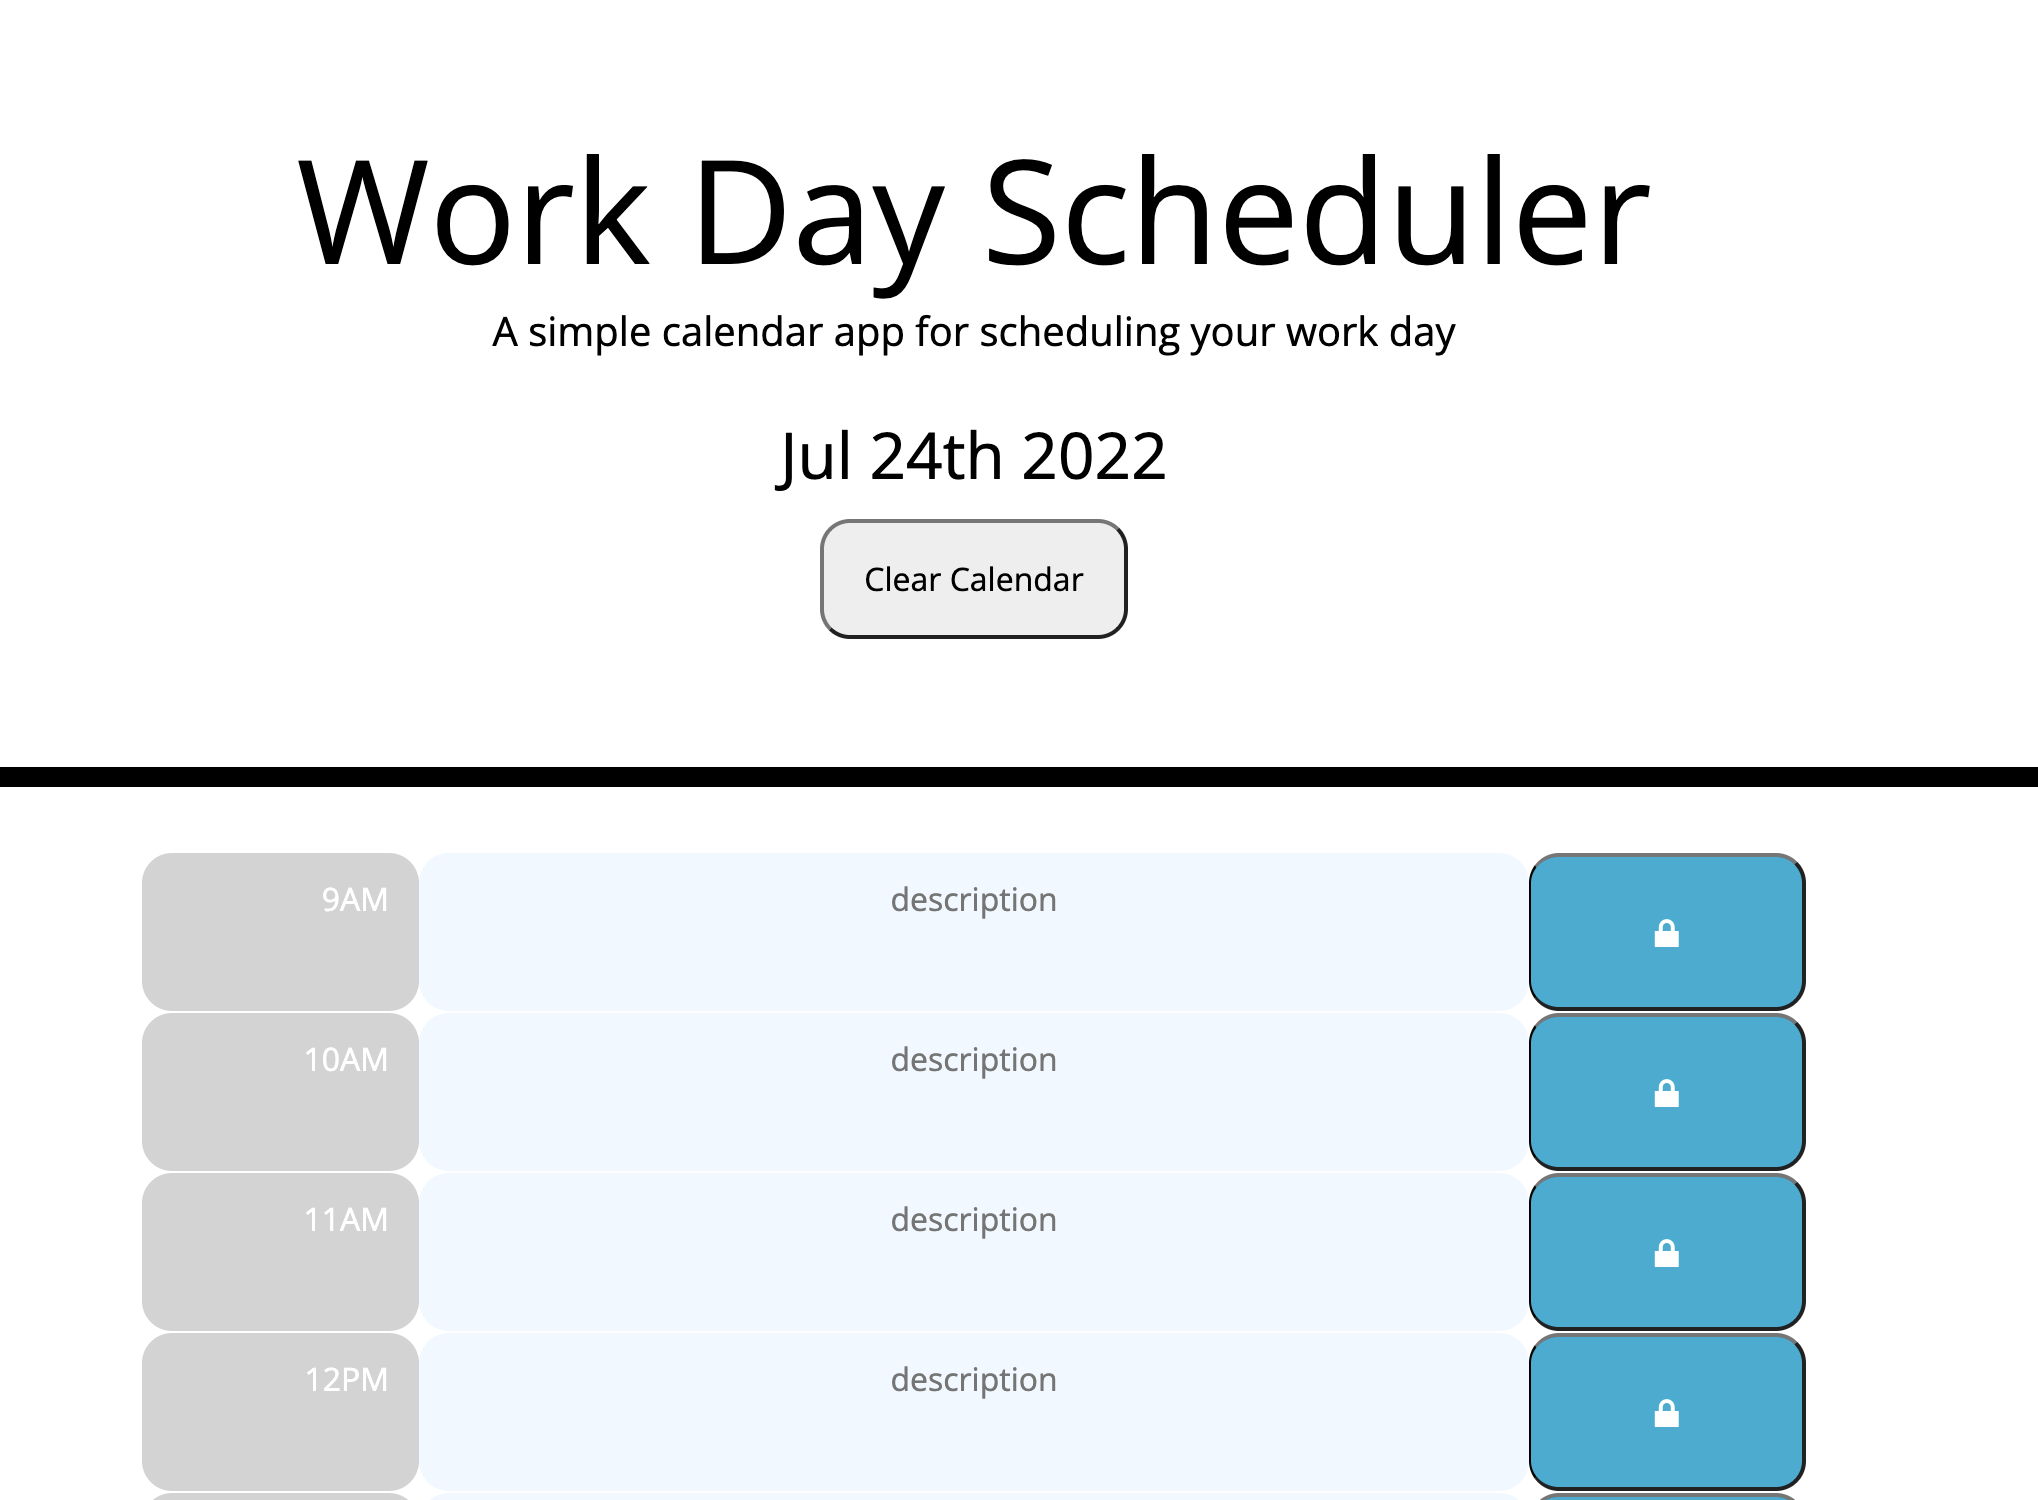 Work Day Scheduler
A simple calendar app for scheduling your work day
Jul 24th 2022
Clear Calendar
9AM description
10AM description
11AM description
12PM description